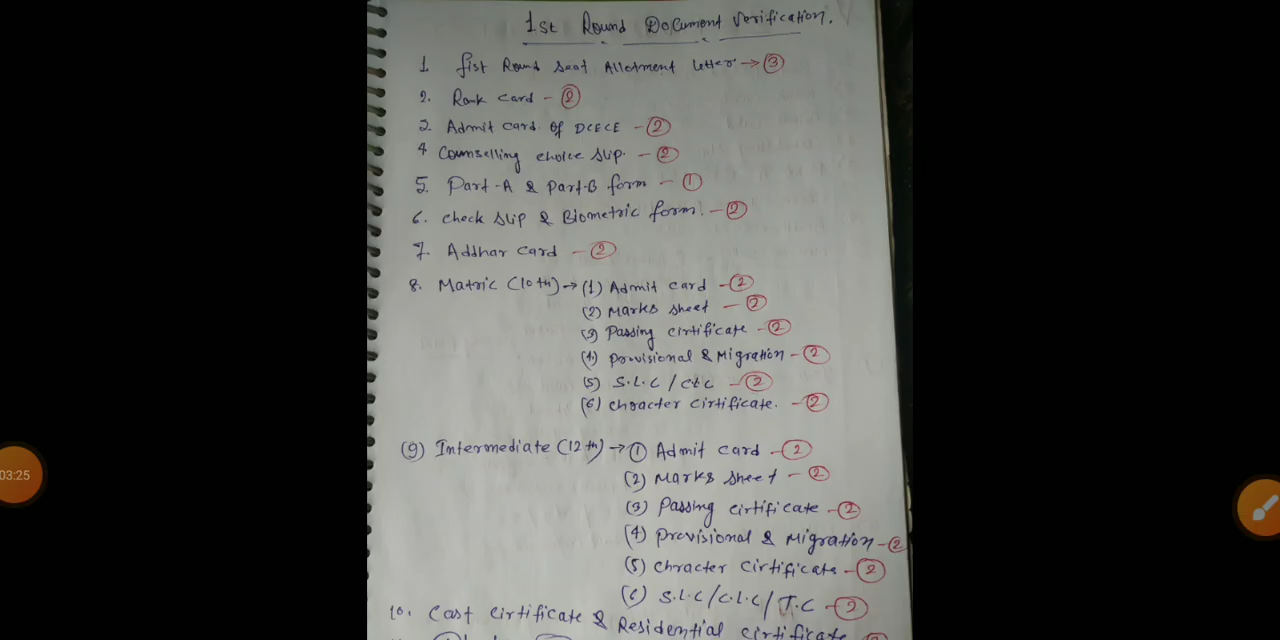 1st Round Document Verification.
1. fist Round Seat Allotment letter → ③
2. Rank card - ②
3. Admit card of DCECE - ②
4 Counselling choice slip. - ②
5. Part-A & Part-B form - ①
6. check slip & Biometric form. - ②
7. Addhar card - ②
8. Matric (10th) → (1) Admit card - ②
(2) Marks sheet - ②
(3) Passing cirtificate - ②
(4) provisional & Migration - ②
(5) S.L.C / CLC - ②
(6) chracter cirtificate. - ②
(9) Intermediate (12th) → ① Admit card - ②
(2) Marks sheet - ②
(3) Passing cirtificate - ②
(4) Provisional & Migration - ②
(5) chracter cirtificate - ②
(6) S.L.C/C.L.C/T.C - ②
10. Cast cirtificate & Residential cirtificate
03:25